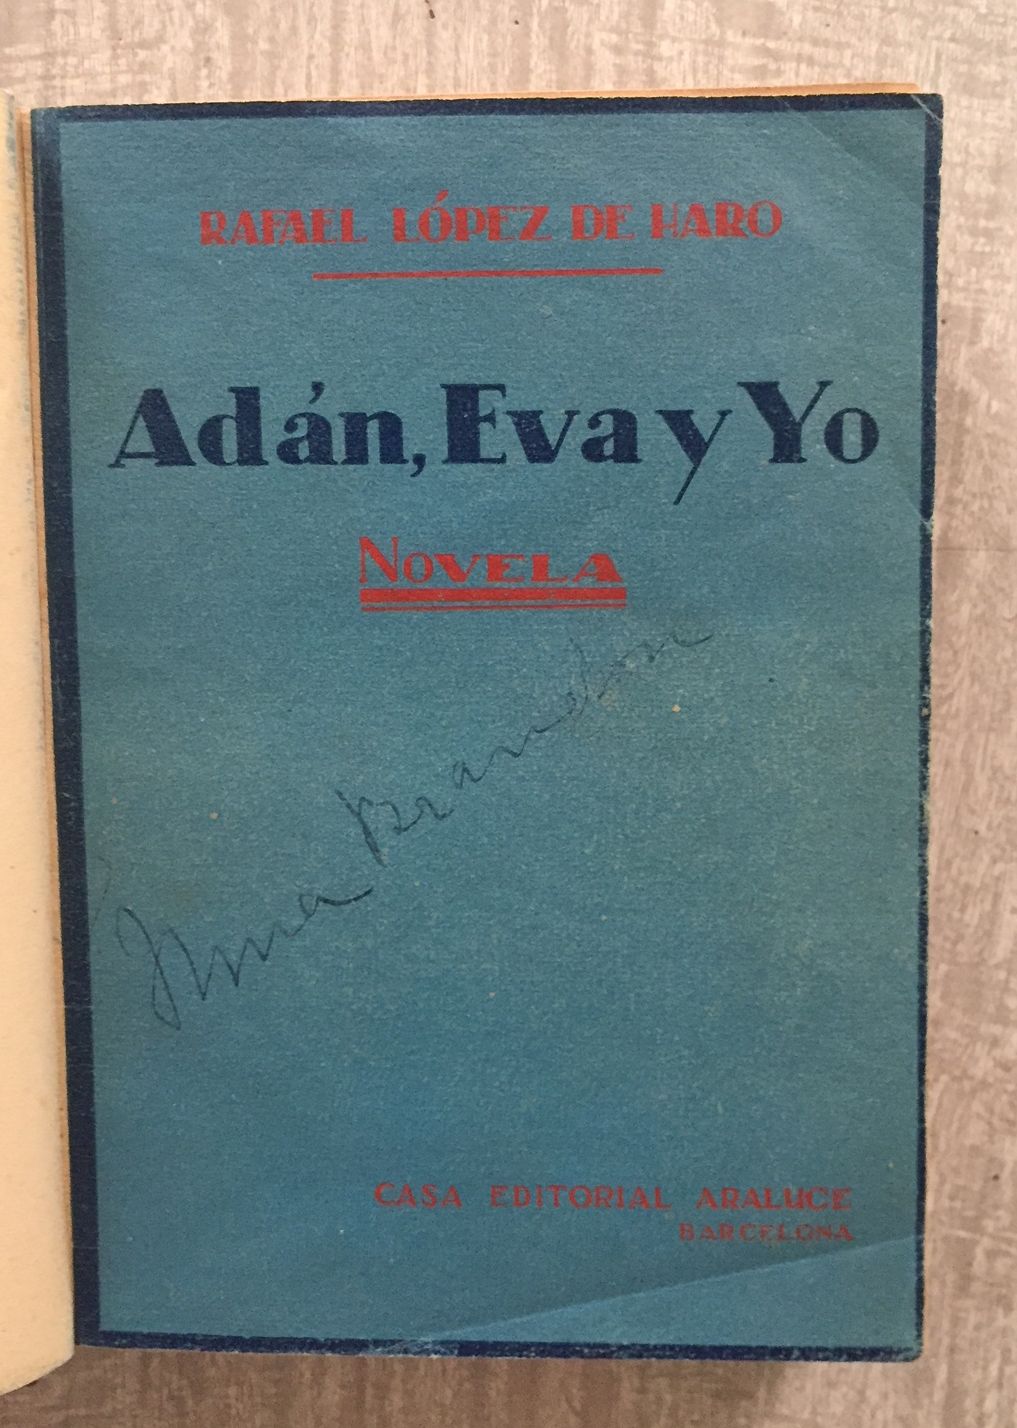 RAFAEL LÓPEZ DE HARO
Adán, Eva y Yo
NOVELA
CASA EDITORIAL ARALUCE
BARCELONA